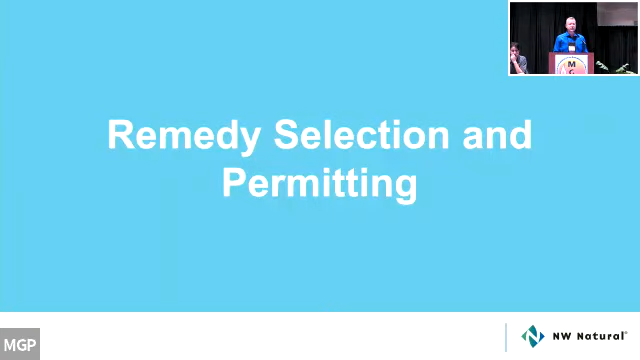 Remedy Selection and
Permitting
M
G
MGP
NW Natural®